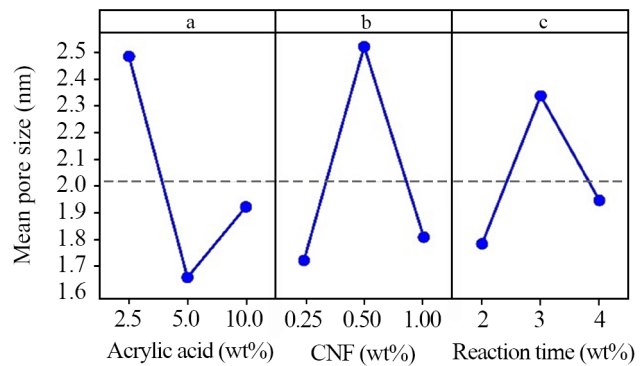 a b c
Mean pore size (nm)
2.5
2.4
2.3
2.2
2.1
2.0
1.9
1.8
1.7
1.6
2.5 5.0 10.0 0.25 0.50 1.00 2 3 4
Acrylic acid (wt%) CNF (wt%) Reaction time (wt%)